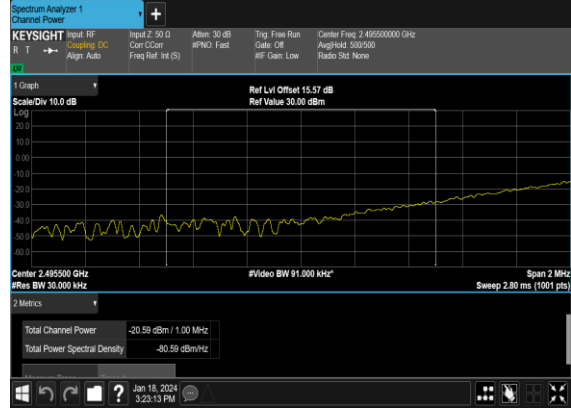 Spectrum Analyzer 1
Channel Power
+
KEYSIGHT Input: RF Input Z: 50 Ω Atten: 30 dB Trig: Free Run Center Freq: 2.495500000 GHz
R T Coupling: DC Corr CCorr #PNO: Fast Gate: Off Avg|Hold: 500/500
Align: Auto Freq Ref: Int (S) #IF Gain: Low Radio Std: None
1 Graph
Ref Lvl Offset 15.57 dB
Scale/Div 10.0 dB Ref Value 30.00 dBm
Log
20.0
10.0
0.00
-10.0
-20.0
-30.0
-40.0
-50.0
-60.0
Center 2.495500 GHz #Video BW 91.000 kHz* Span 2 MHz
#Res BW 30.000 kHz Sweep 2.80 ms (1001 pts)
2 Metrics
Total Channel Power -20.59 dBm / 1.00 MHz
Total Power Spectral Density -80.59 dBm/Hz
? Jan 18, 2024
3:23:13 PM